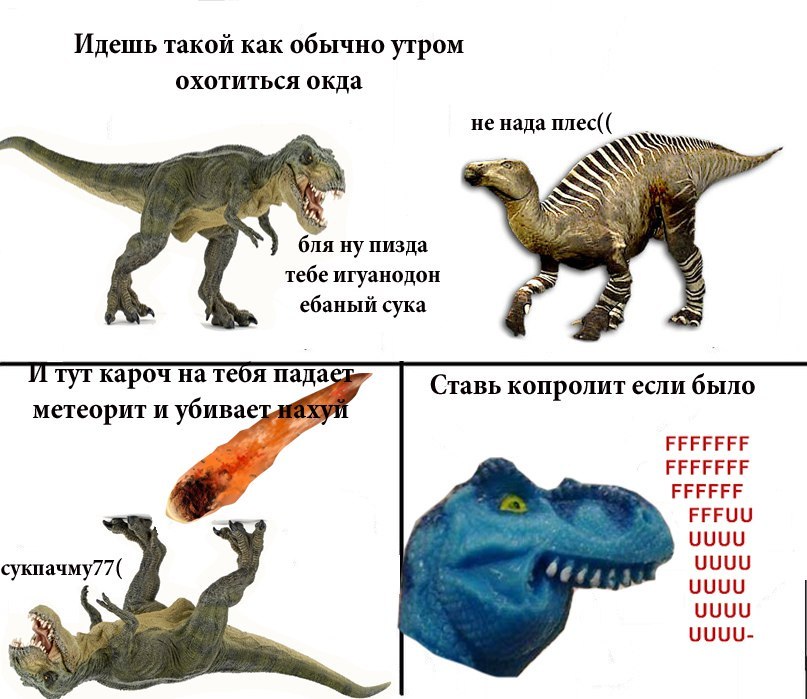 Идешь такой как обычно утром
охотиться окда
не нада плес((
бля ну пизда
тебе игуанодон
ебаный сука
И тут кароч на тебя падает
метеорит и убивает нахуй
сукпачму77(
Ставь копролит если было
FFFFFFF
FFFFFFF
FFFFFF
FFFUU
UUUU
UUUU
UUUU
UUUU
UUUU-